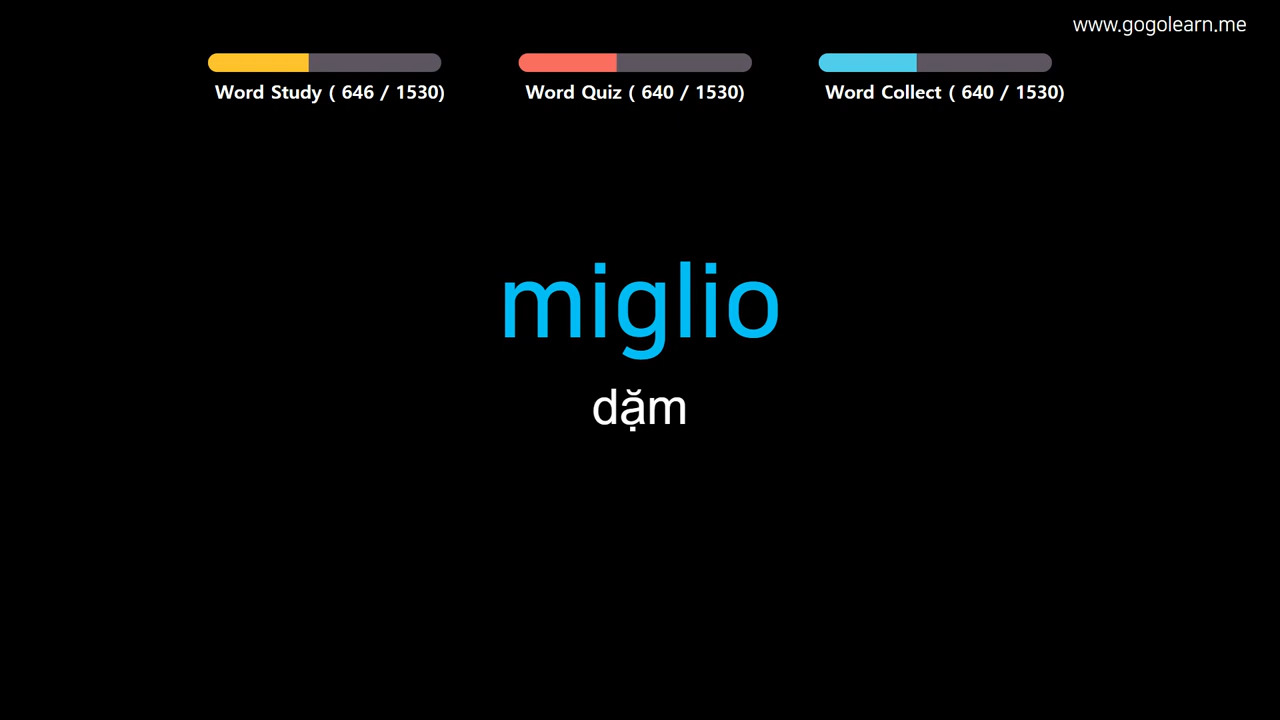 www.gogolearn.me
Word Study ( 646 / 1530)
Word Quiz ( 640 / 1530)
Word Collect ( 640 / 1530)
miglio
dặm